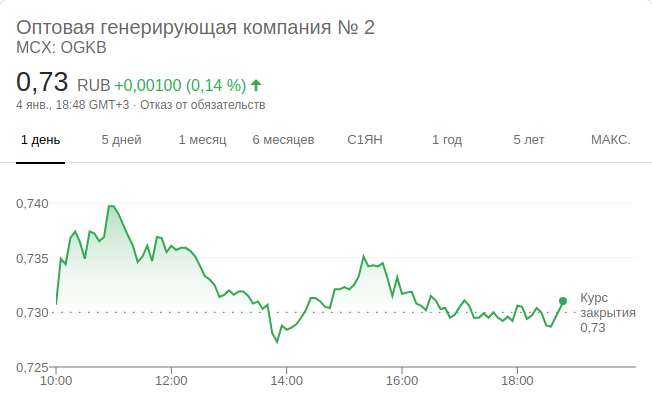 Оптовая генерирующая компания № 2
MCX: OGKB
0,73 RUB +0,00100 (0,14 %)
4 янв., 18:48 GMT+3 · Отказ от обязательств
1 день 5 дней 1 месяц 6 месяцев С1ЯН 1 год 5 лет МАКС.
0,740
0,735
0,730
0,725
Курс
закрытия
0,73
10:00 12:00 14:00 16:00 18:00